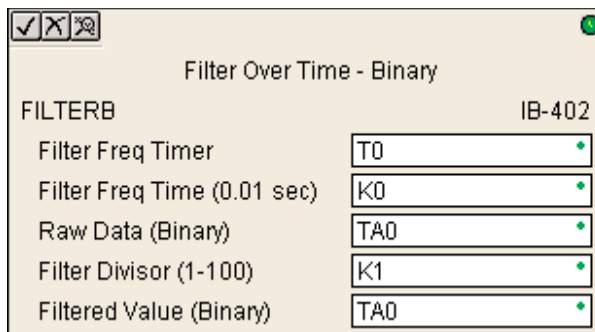 Filter Over Time - Binary
FILTERB IB-402
Filter Freq Timer T0
Filter Freq Time (0.01 sec) K0
Raw Data (Binary) TA0
Filter Divisor (1-100) K1
Filtered Value (Binary) TA0